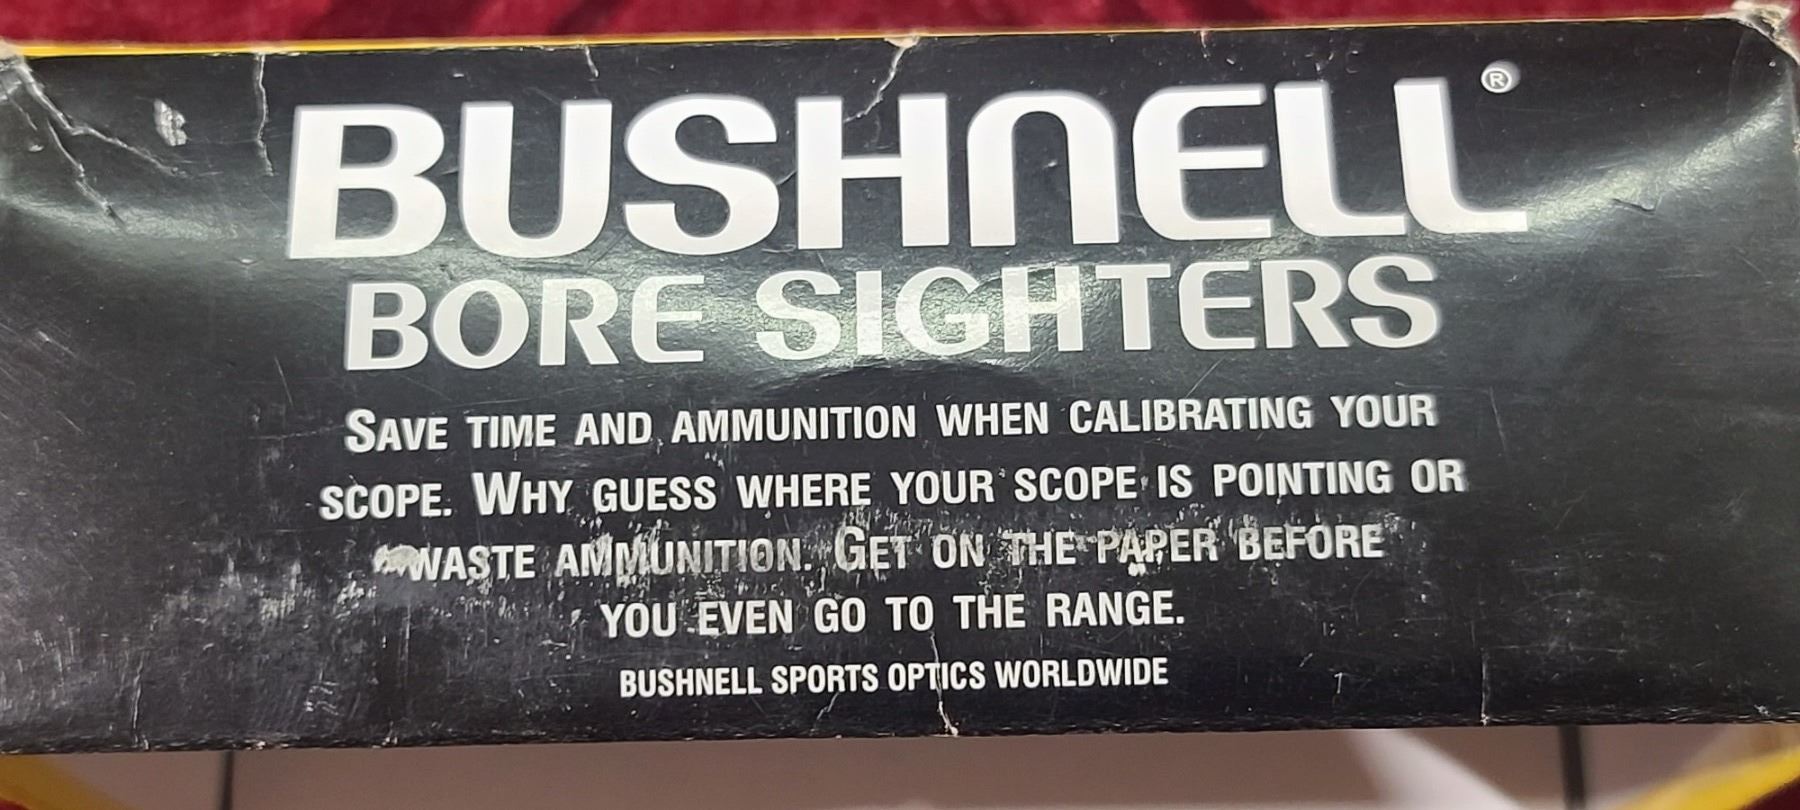 BUSHNELL®
BORE SIGHTERS
SAVE TIME AND AMMUNITION WHEN CALIBRATING YOUR
SCOPE. WHY GUESS WHERE YOUR SCOPE IS POINTING OR
WASTE AMMUNITION. GET ON THE PAPER BEFORE
YOU EVEN GO TO THE RANGE.
BUSHNELL SPORTS OPTICS WORLDWIDE